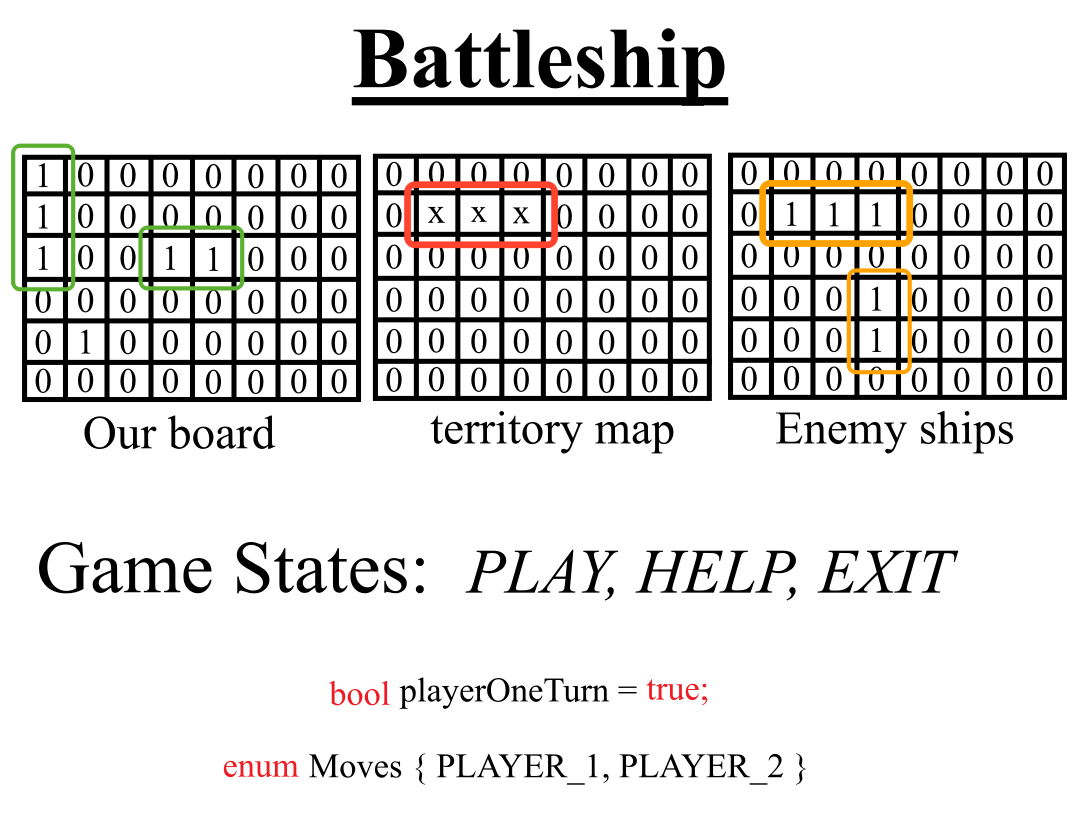 Battleship
1 0 0 0 0 0 0 0
1 0 0 0 0 0 0 0
1 0 0 1 1 0 0 0
0 0 0 0 0 0 0 0
0 1 0 0 0 0 0 0
0 0 0 0 0 0 0 0
Our board
0 0 0 0 0 0 0 0
0 x x x 0 0 0 0
0 0 0 0 0 0 0 0
0 0 0 0 0 0 0 0
0 0 0 0 0 0 0 0
0 0 0 0 0 0 0 0
territory map
0 0 0 0 0 0 0 0
0 1 1 1 0 0 0 0
0 0 0 0 0 0 0 0
0 0 0 1 0 0 0 0
0 0 0 1 0 0 0 0
0 0 0 0 0 0 0 0
Enemy ships
Game States: PLAY, HELP, EXIT
bool playerOneTurn = true;
enum Moves { PLAYER_1, PLAYER_2 }